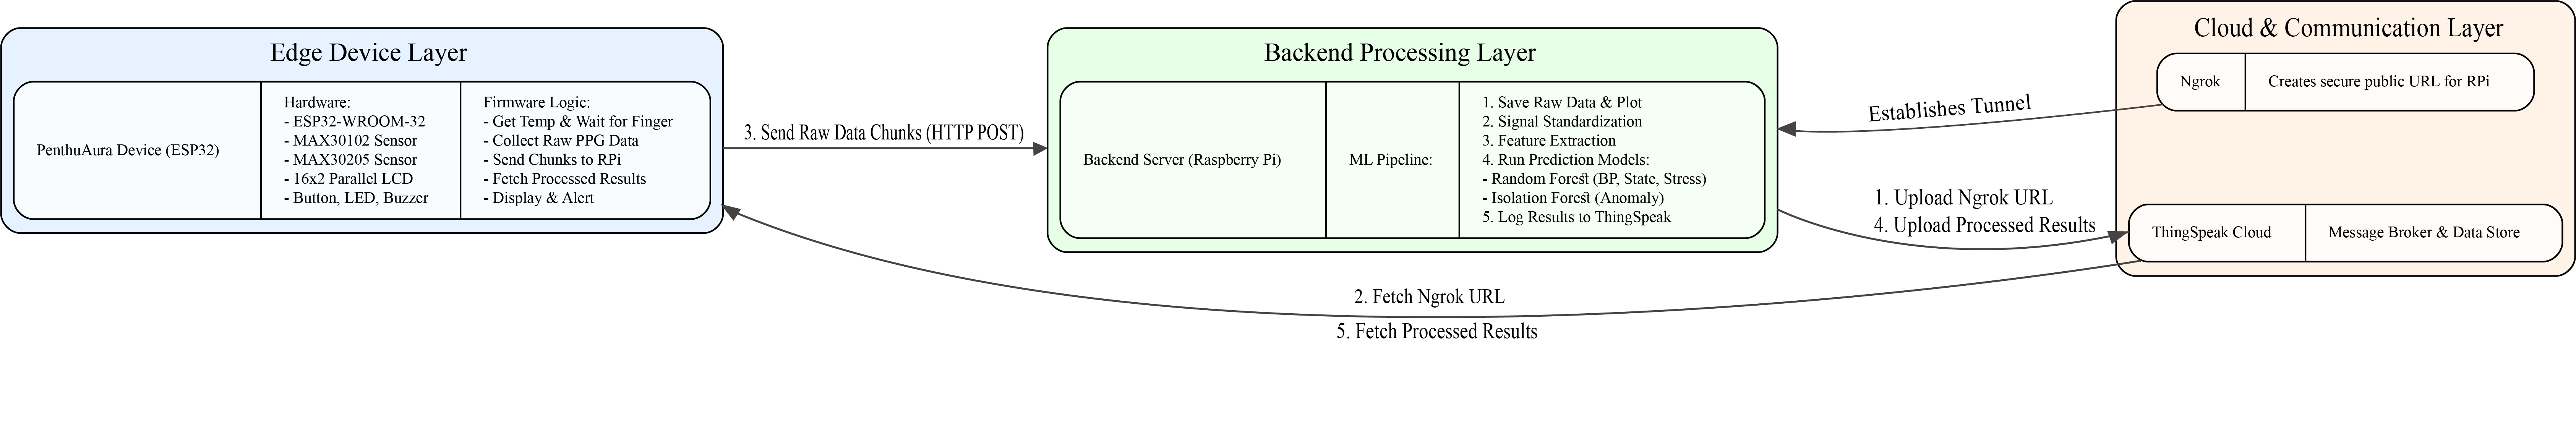 Edge Device Layer
PenthuAura Device (ESP32)
Hardware:
- ESP32-WROOM-32
- MAX30102 Sensor
- MAX30205 Sensor
- 16x2 Parallel LCD
- Button, LED, Buzzer
Firmware Logic:
- Get Temp & Wait for Finger
- Collect Raw PPG Data
- Send Chunks to RPi
- Fetch Processed Results
- Display & Alert
3. Send Raw Data Chunks (HTTP POST)
Backend Processing Layer
Backend Server (Raspberry Pi)
ML Pipeline:
1. Save Raw Data & Plot
2. Signal Standardization
3. Feature Extraction
4. Run Prediction Models:
- Random Forest (BP, State, Stress)
- Isolation Forest (Anomaly)
5. Log Results to ThingSpeak
Establishes Tunnel
1. Upload Ngrok URL
4. Upload Processed Results
Cloud & Communication Layer
Ngrok
Creates secure public URL for RPi
ThingSpeak Cloud
Message Broker & Data Store
2. Fetch Ngrok URL
5. Fetch Processed Results